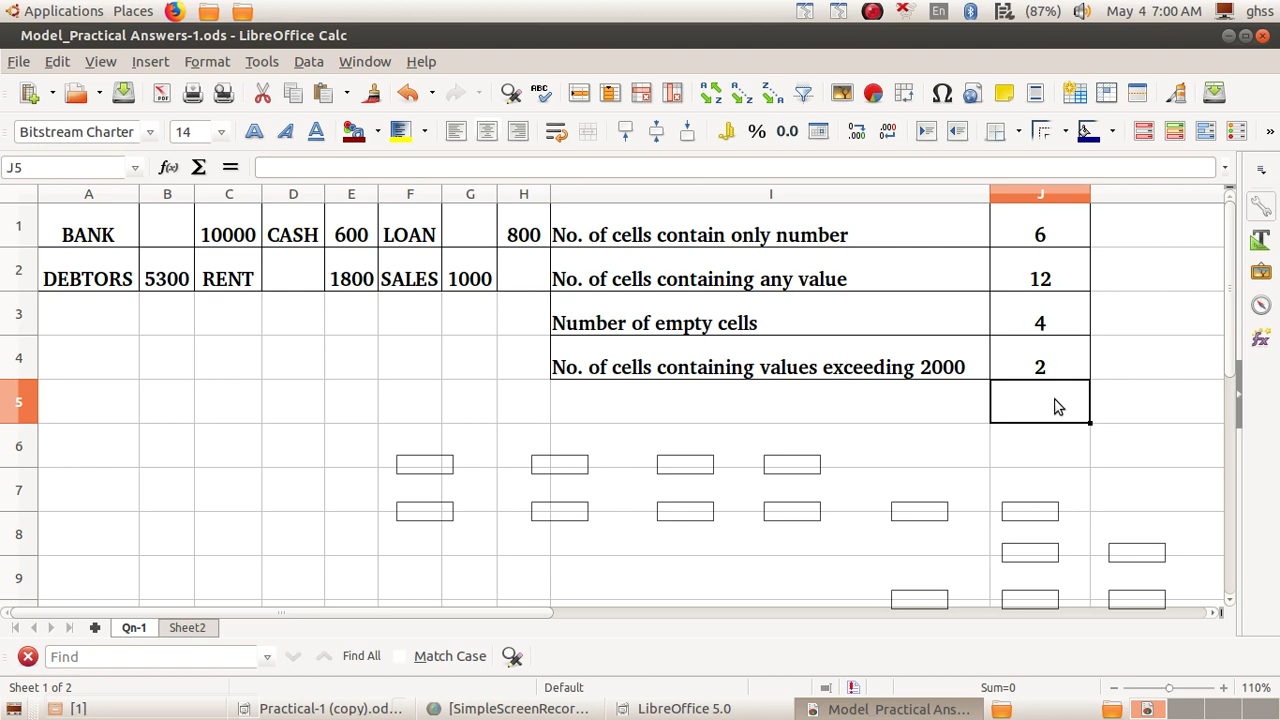 Applications Places En (87%) May 4 7:00 AM ghss
Model_Practical Answers-1.ods - LibreOffice Calc
File Edit View Insert Format Tools Data Window Help
Bitstream Charter 14 % 0.0
J5 f(x) Σ =
A B C D E F G H I J
1 BANK 10000 CASH 600 LOAN 800 No. of cells contain only number 6
2 DEBTORS 5300 RENT 1800 SALES 1000 No. of cells containing any value 12
3 Number of empty cells 4
4 No. of cells containing values exceeding 2000 2
5
6
7
8
9
Qn-1 Sheet2
Find Find All Match Case
Sheet 1 of 2 Default Sum=0 110%
[1] Practical-1 (copy).od... [SimpleScreenRecor... LibreOffice 5.0 Model_Practical Ans...